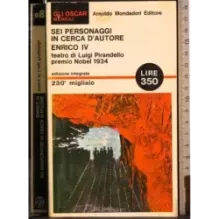 GLI OSCAR
Arnoldo Mondadori Editore
SEI PERSONAGGI
IN CERCA D'AUTORE
ENRICO IV
teatro di Luigi Pirandello
premio Nobel 1934
edizione integrale
230° migliaio
LIRE
350